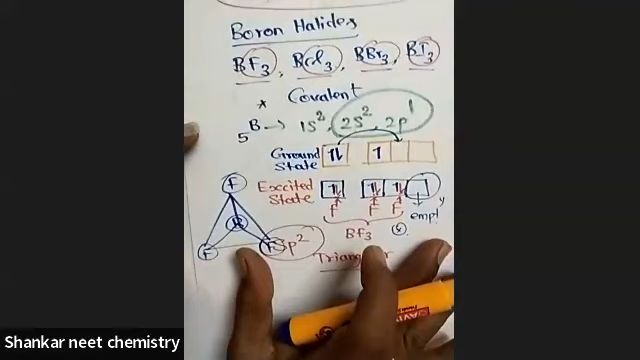 Boron Halides
BF3, BCl3, BBr3, BI3
* Covalent
5B → 1s2, 2s2, 2p1
Ground State
Excited State
F F F empty
BF3
F
B
F F sp2
Shankar neet chemistry